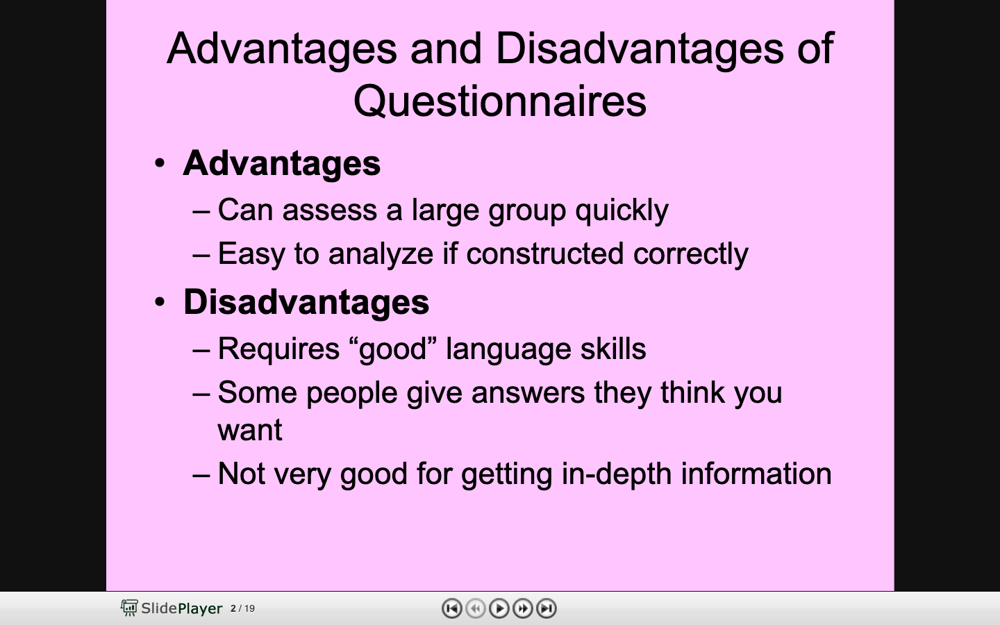 Advantages and Disadvantages of
Questionnaires
• Advantages
– Can assess a large group quickly
– Easy to analyze if constructed correctly
• Disadvantages
– Requires “good” language skills
– Some people give answers they think you
want
– Not very good for getting in-depth information
SlidePlayer 2 / 19